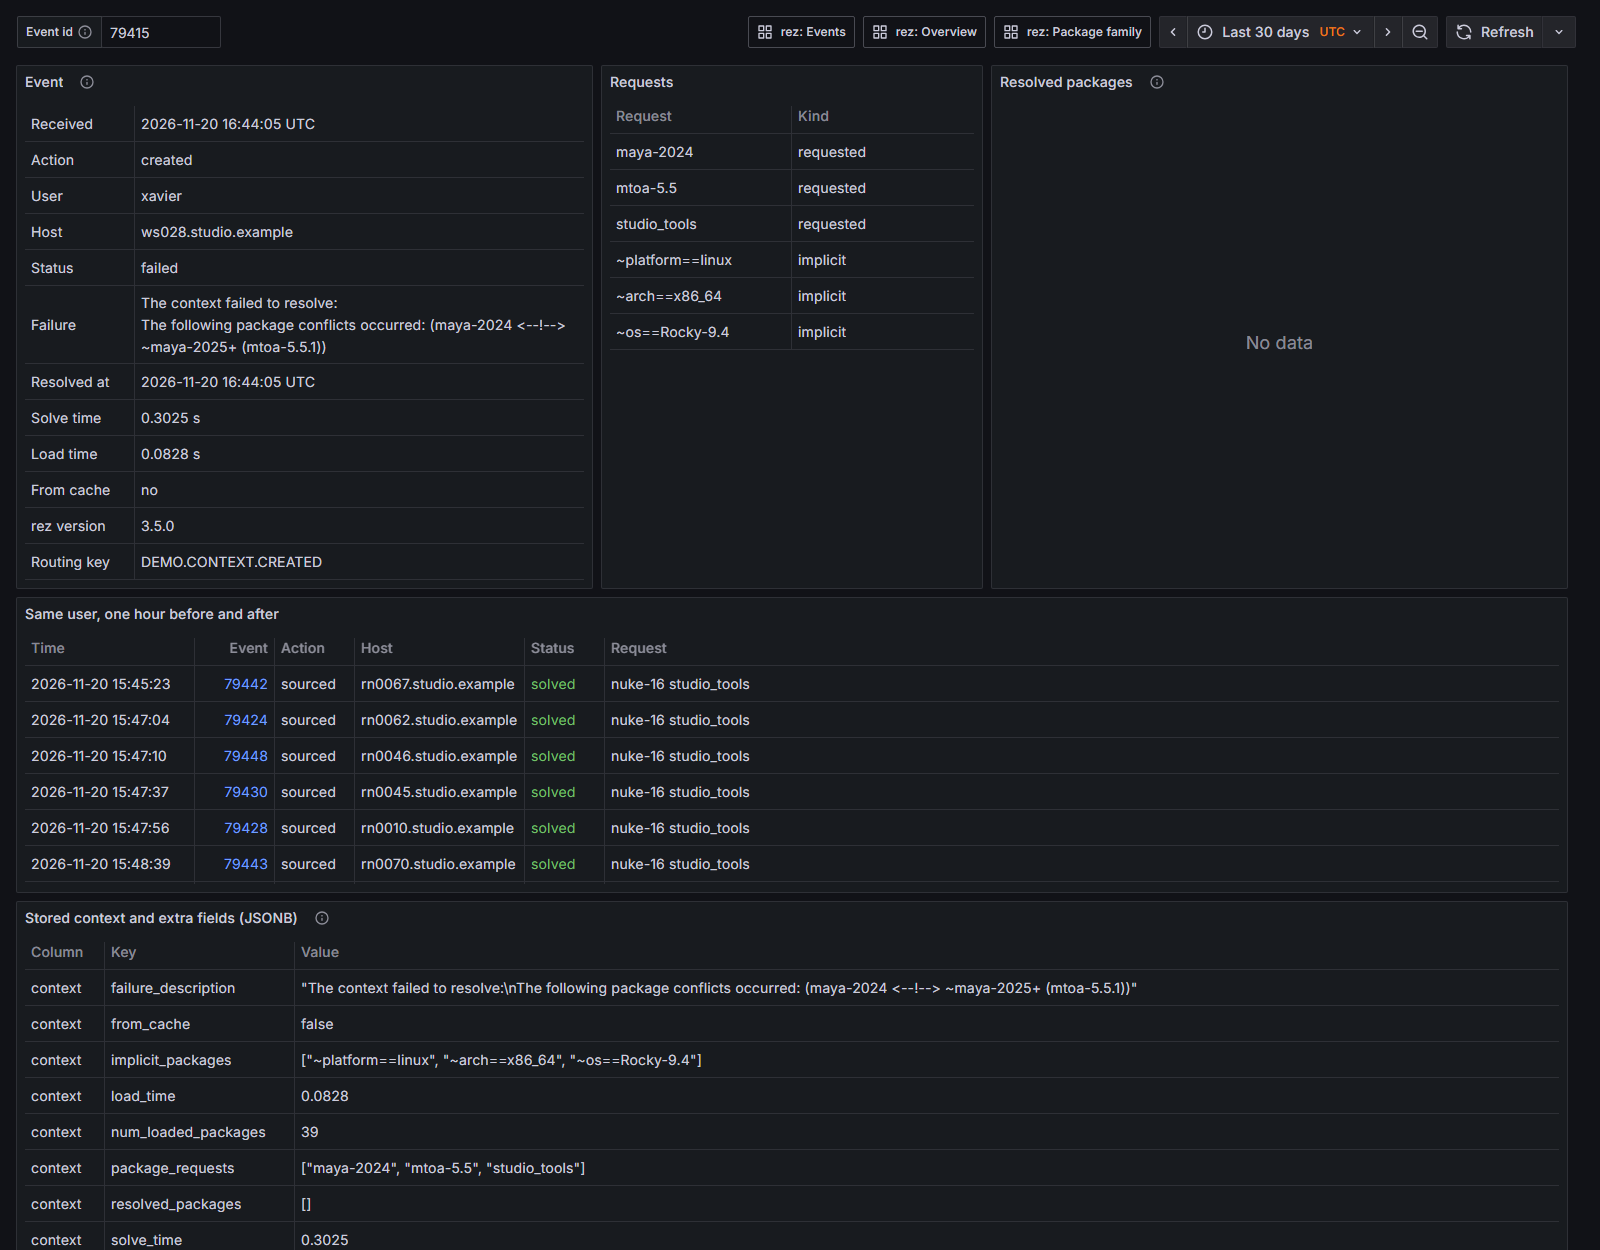 Event id
79415
rez: Events
rez: Overview
rez: Package family
Last 30 days UTC
Refresh
Event
Received 2026-11-20 16:44:05 UTC
Action created
User xavier
Host ws028.studio.example
Status failed
Failure The context failed to resolve:
The following package conflicts occurred: (maya-2024 <--!-->
~maya-2025+ (mtoa-5.5.1))
Resolved at 2026-11-20 16:44:05 UTC
Solve time 0.3025 s
Load time 0.0828 s
From cache no
rez version 3.5.0
Routing key DEMO.CONTEXT.CREATED
Requests
Request Kind
maya-2024 requested
mtoa-5.5 requested
studio_tools requested
~platform==linux implicit
~arch==x86_64 implicit
~os==Rocky-9.4 implicit
Resolved packages
No data
Same user, one hour before and after
Time Event Action Host Status Request
2026-11-20 15:45:23 79442 sourced rn0067.studio.example solved nuke-16 studio_tools
2026-11-20 15:47:04 79424 sourced rn0062.studio.example solved nuke-16 studio_tools
2026-11-20 15:47:10 79448 sourced rn0046.studio.example solved nuke-16 studio_tools
2026-11-20 15:47:37 79430 sourced rn0045.studio.example solved nuke-16 studio_tools
2026-11-20 15:47:56 79428 sourced rn0010.studio.example solved nuke-16 studio_tools
2026-11-20 15:48:39 79443 sourced rn0070.studio.example solved nuke-16 studio_tools
Stored context and extra fields (JSONB)
Column Key Value
context failure_description "The context failed to resolve:\nThe following package conflicts occurred: (maya-2024 <--!--> ~maya-2025+ (mtoa-5.5.1))"
context from_cache false
context implicit_packages ["~platform==linux", "~arch==x86_64", "~os==Rocky-9.4"]
context load_time 0.0828
context num_loaded_packages 39
context package_requests ["maya-2024", "mtoa-5.5", "studio_tools"]
context resolved_packages []
context solve_time 0.3025